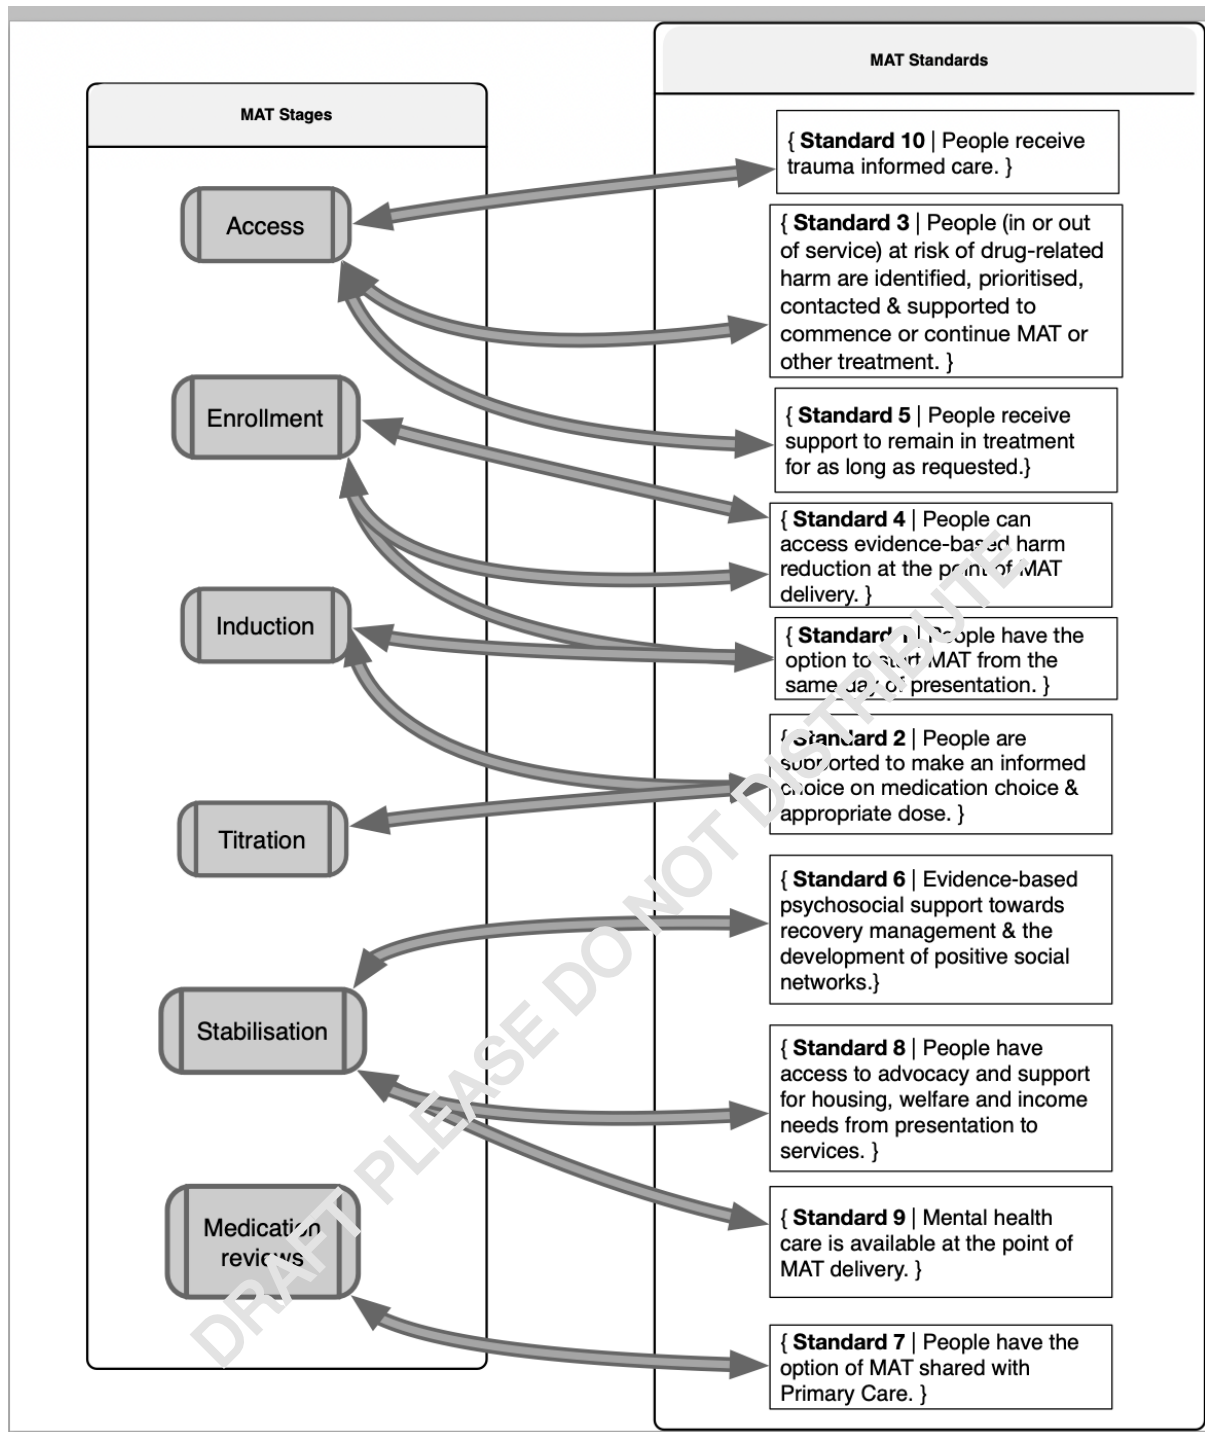 MAT Standards
MAT Stages
Access
Enrollment
Induction
Titration
Stabilisation
Medication
reviews
{ Standard 10 | People receive
trauma informed care. }
{ Standard 3 | People (in or out
of service) at risk of drug-related
harm are identified, prioritised,
contacted & supported to
commence or continue MAT or
other treatment. }
{ Standard 5 | People receive
support to remain in treatment
for as long as requested.}
{ Standard 4 | People can
access evidence-based harm
reduction at the point of MAT
delivery. }
{ Standard 1 | People have the
option to start MAT from the
same day of presentation. }
{ Standard 2 | People are
supported to make an informed
choice on medication choice &
appropriate dose. }
{ Standard 6 | Evidence-based
psychosocial support towards
recovery management & the
development of positive social
networks.}
{ Standard 8 | People have
access to advocacy and support
for housing, welfare and income
needs from presentation to
services. }
{ Standard 9 | Mental health
care is available at the point of
MAT delivery. }
{ Standard 7 | People have the
option of MAT shared with
Primary Care. }
DRAFT PLEASE DO NOT DISTRIBUTE.